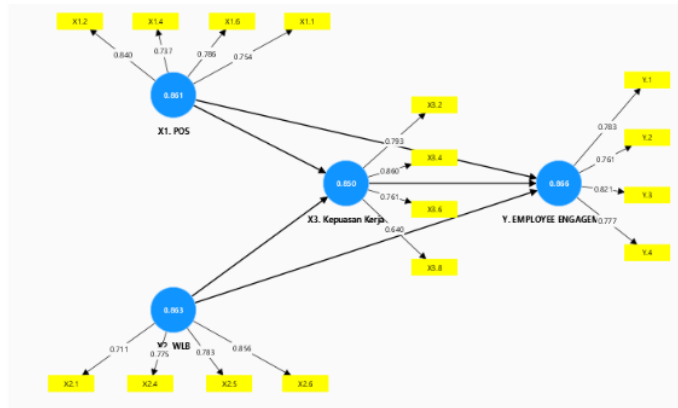 X1.2 X1.4 X1.6 X1.1
0.840 0.737 0.786 0.754
0.861
X1. POS
X3.2
X3.4
X3.6
X3.8
0.793
0.860
0.761
0.640
0.850
X3. Kepuasan Kerja
Y.1
Y.2
Y.3
Y.4
0.783
0.761
0.821
0.777
0.866
Y. EMPLOYEE ENGAGEM
0.863
X2. WLB
0.711 0.775 0.783 0.856
X2.1 X2.4 X2.5 X2.6